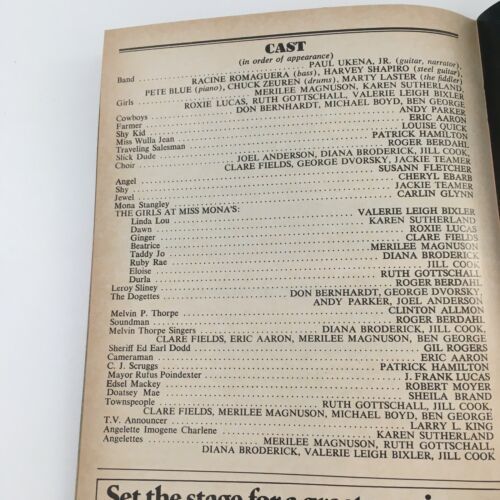 CAST
(in order of appearance)
Band PAUL UKENA, JR. (guitar, narrator),
RACINE ROMAGUERA (bass), HARVEY SHAPIRO (steel guitar),
PETE BLUE (piano), CHUCK ZEUREN (drums), MARTY LASTER (the fiddler)
Girls MERILEE MAGNUSON, KAREN SUTHERLAND,
ROXIE LUCAS, RUTH GOTTSCHALL, VALERIE LEIGH BIXLER
Cowboys DON BERNHARDT, MICHAEL BOYD, BEN GEORGE
Farmer ANDY PARKER
Shy Kid ERIC AARON
Miss Wulla Jean LOUISE QUICK
Traveling Salesman PATRICK HAMILTON
Slick Dude ROGER BERDAHL
Choir JOEL ANDERSON, DIANA BRODERICK, JILL COOK,
CLARE FIELDS, GEORGE DVORSKY, JACKIE TEAMER
Angel SUSANN FLETCHER
Shy CHERYL EBARB
Jewel JACKIE TEAMER
Mona Stangley CARLIN GLYNN
THE GIRLS AT MISS MONA'S:
Linda Lou VALERIE LEIGH BIXLER
Dawn KAREN SUTHERLAND
Ginger ROXIE LUCAS
Beatrice CLARE FIELDS
Taddy Jo MERILEE MAGNUSON
Ruby Rae DIANA BRODERICK
Eloise JILL COOK
Durla RUTH GOTTSCHALL
Leroy Sliney ROGER BERDAHL
The Dogettes DON BERNHARDT, GEORGE DVORSKY,
ANDY PARKER, JOEL ANDERSON
Melvin P. Thorpe CLINTON ALLMON
Soundman ROGER BERDAHL
Melvin Thorpe Singers DIANA BRODERICK, JILL COOK,
CLARE FIELDS, ERIC AARON, MERILEE MAGNUSON, BEN GEORGE
Sheriff Ed Earl Dodd GIL ROGERS
Cameraman ERIC AARON
C. J. Scruggs PATRICK HAMILTON
Mayor Rufus Poindexter J. FRANK LUCAS
Edsel Mackey ROBERT MOYER
Doatsey Mae SHEILA BRAND
Townspeople RUTH GOTTSCHALL, JILL COOK,
CLARE FIELDS, MERILEE MAGNUSON, MICHAEL BOYD, BEN GEORGE
T.V. Announcer LARRY L. KING
Angelette Imogene Charlene KAREN SUTHERLAND
Angelettes MERILEE MAGNUSON, RUTH GOTTSCHALL,
DIANA BRODERICK, VALERIE LEIGH BIXLER, JILL COOK
Set the stage for a great